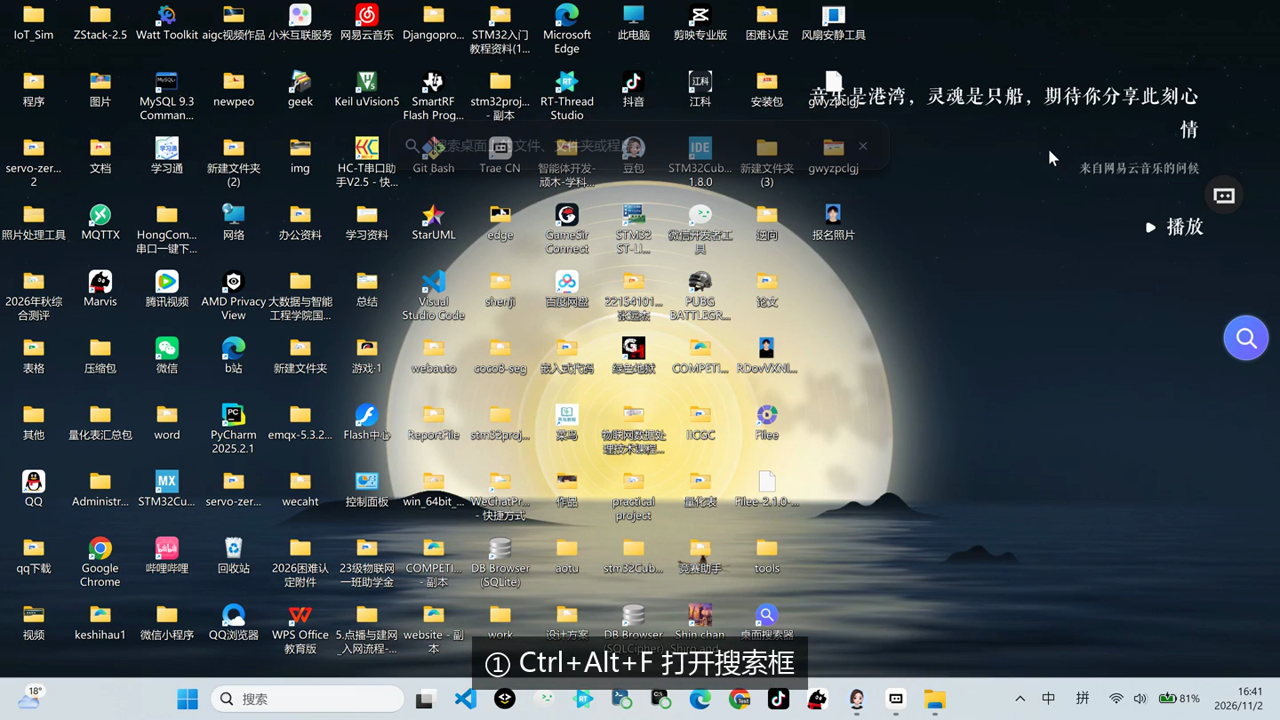 IoT_Sim
ZStack-2.5
Watt Toolkit
aigc视频作品
小米互联服务
网易云音乐
Djangopro...
STM32入门
教程资料(1...
Microsoft
Edge
此电脑
剪映专业版
困难认定
风扇安静工具
程序
图片
MySQL 9.3
Comman...
newpeo
geek
Keil uVision5
SmartRF
Flash Prog...
stm32proj...
- 副本
RT-Thread
Studio
抖音
江科
安装包
gwyzpclgj
音乐是港湾，灵魂是只船，期待你分享此刻心
情
来自网易云音乐的问候
播放
servo-zer...
2
文档
学习通
新建文件夹
(2)
img
HC-T串口助
手V2.5 - 快...
Git Bash
Trae CN
智能体开发-
顽木-学科...
豆包
STM32Cub...
1.8.0
新建文件夹
(3)
gwyzpclgj
照片处理工具
MQTTX
HongCom...
串口一键下...
网络
办公资料
学习资料
StarUML
edge
GameSir
Connect
STM32
ST-LI...
微信开发者工
具
逆向
报名照片
2026年秋综
合测评
Marvis
腾讯视频
AMD Privacy
View
大数据与智能
工程学院国...
总结
Visual
Studio Code
shenji
百度网盘
22154101...
PUBG
BATTLEGR...
论文
表格
压缩包
微信
b站
新建文件夹
游戏-1
webauto
coco8-seg
嵌入式代码
绿色地狱
COMPETI...
RDovVXNl...
其他
量化表汇总包
word
PyCharm
2025.2.1
emqx-5.3.2...
Flash中心
ReportFile
stm32proj...
菜鸟
物联网数据处
理技术课程...
IICGC
Filee
QQ
Administr...
STM32Cu...
servo-zer...
wecaht
控制面板
win_64bit_...
WeChatPr...
- 快捷方式
作品
practical
project
量化表
Filee-2.1.0-...
qq下载
Google
Chrome
哔哩哔哩
回收站
2026困难认
定附件
23级物联网
一班助学金
COMPETI...
- 副本
DB Browser
(SQLite)
aotu
stm32Cub...
竞赛助手
tools
视频
keshihau1
微信小程序
QQ浏览器
WPS Office
教育版
5.点播与建网
_入网流程-...
website - 副
本
work
设计方案
DB Browser
(SQLCipher)
Shin chan
桌面搜索器
① Ctrl+Alt+F 打开搜索框
18°
搜索
中
拼
81%
16:41
2026/11/2